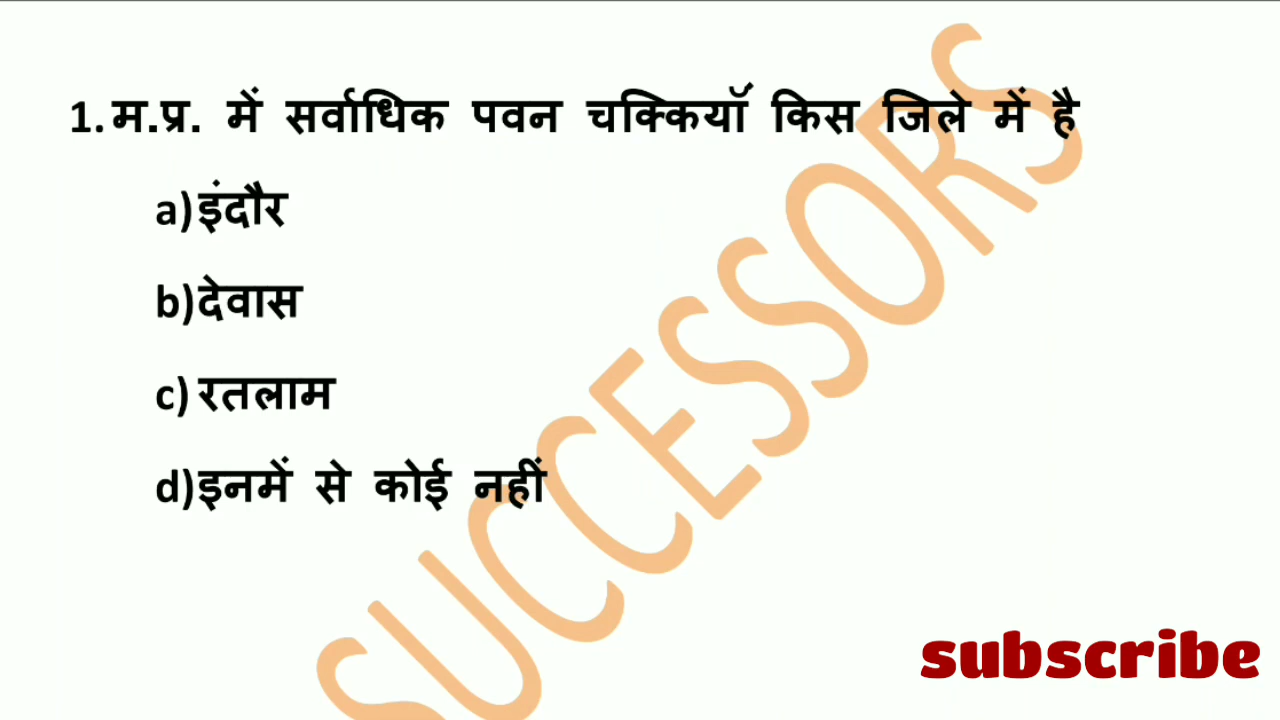 1. म.प्र. में सर्वाधिक पवन चक्कियाॅ किस जिले में है
a) इंदौर
b) देवास
c) रतलाम
d) इनमें से कोई नहीं
SUCCESSORS
subscribe